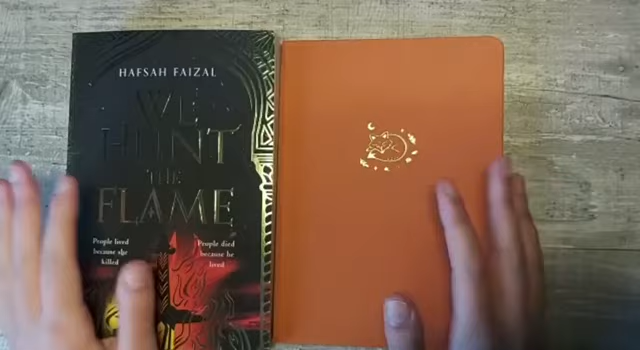 HAFSAH FAIZAL
WE
HUNT
THE
FLAME
People lived
because she
killed
People died
because he
lived